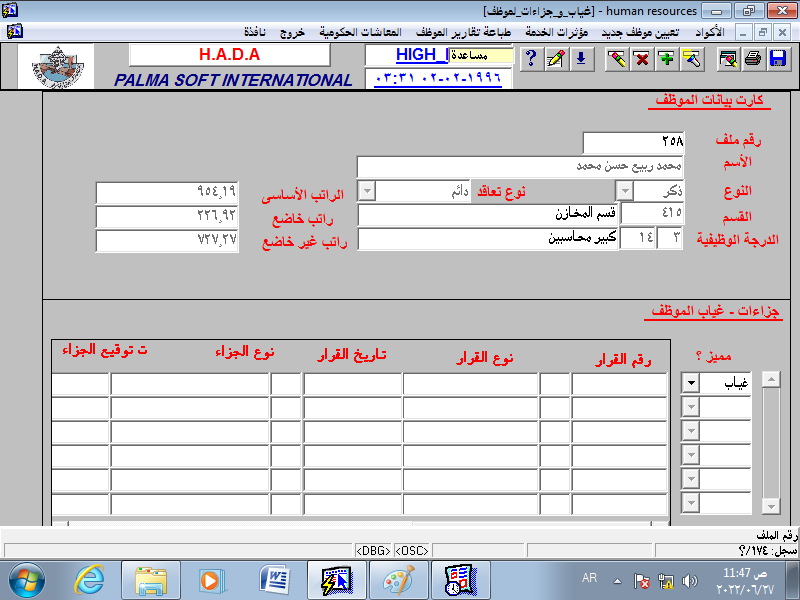 human resources - [غياب_و_جزاءات_لموظف]
الأكواد تعيين موظف جديد مؤثرات الخدمة طباعة تقارير الموظف المعاشات الحكومية خروج نافذة
H.A.D.A
PALMA SOFT INTERNATIONAL
HIGH_I مساعدة
٠٣:٣١ ٠٢-٠٢-١٩٩٦
كارت بيانات الموظف
رقم ملف ٢٥٨
الأسم محمد ربيع حسن محمد
النوع ذكر نوع تعاقد دائم الراتب الأساسى ٩٥٤,١٩
القسم ٤١٥ قسم المخازن راتب خاضع ٢٢٦,٩٢
الدرجة الوظيفية ٣ ١٤ كبير محاسبين راتب غير خاضع ٧٢٧,٢٧
جزاءات - غياب الموظف
مميز ؟ رقم القرار نوع القرار تاريخ القرار نوع الجزاء ت توقيع الجزاء
غياب
رقم الملف
سجل: ١٧٤/؟
<OSC> <DBG>
AR
11:47 ص
٢٠٢٢/٠٦/٢٧